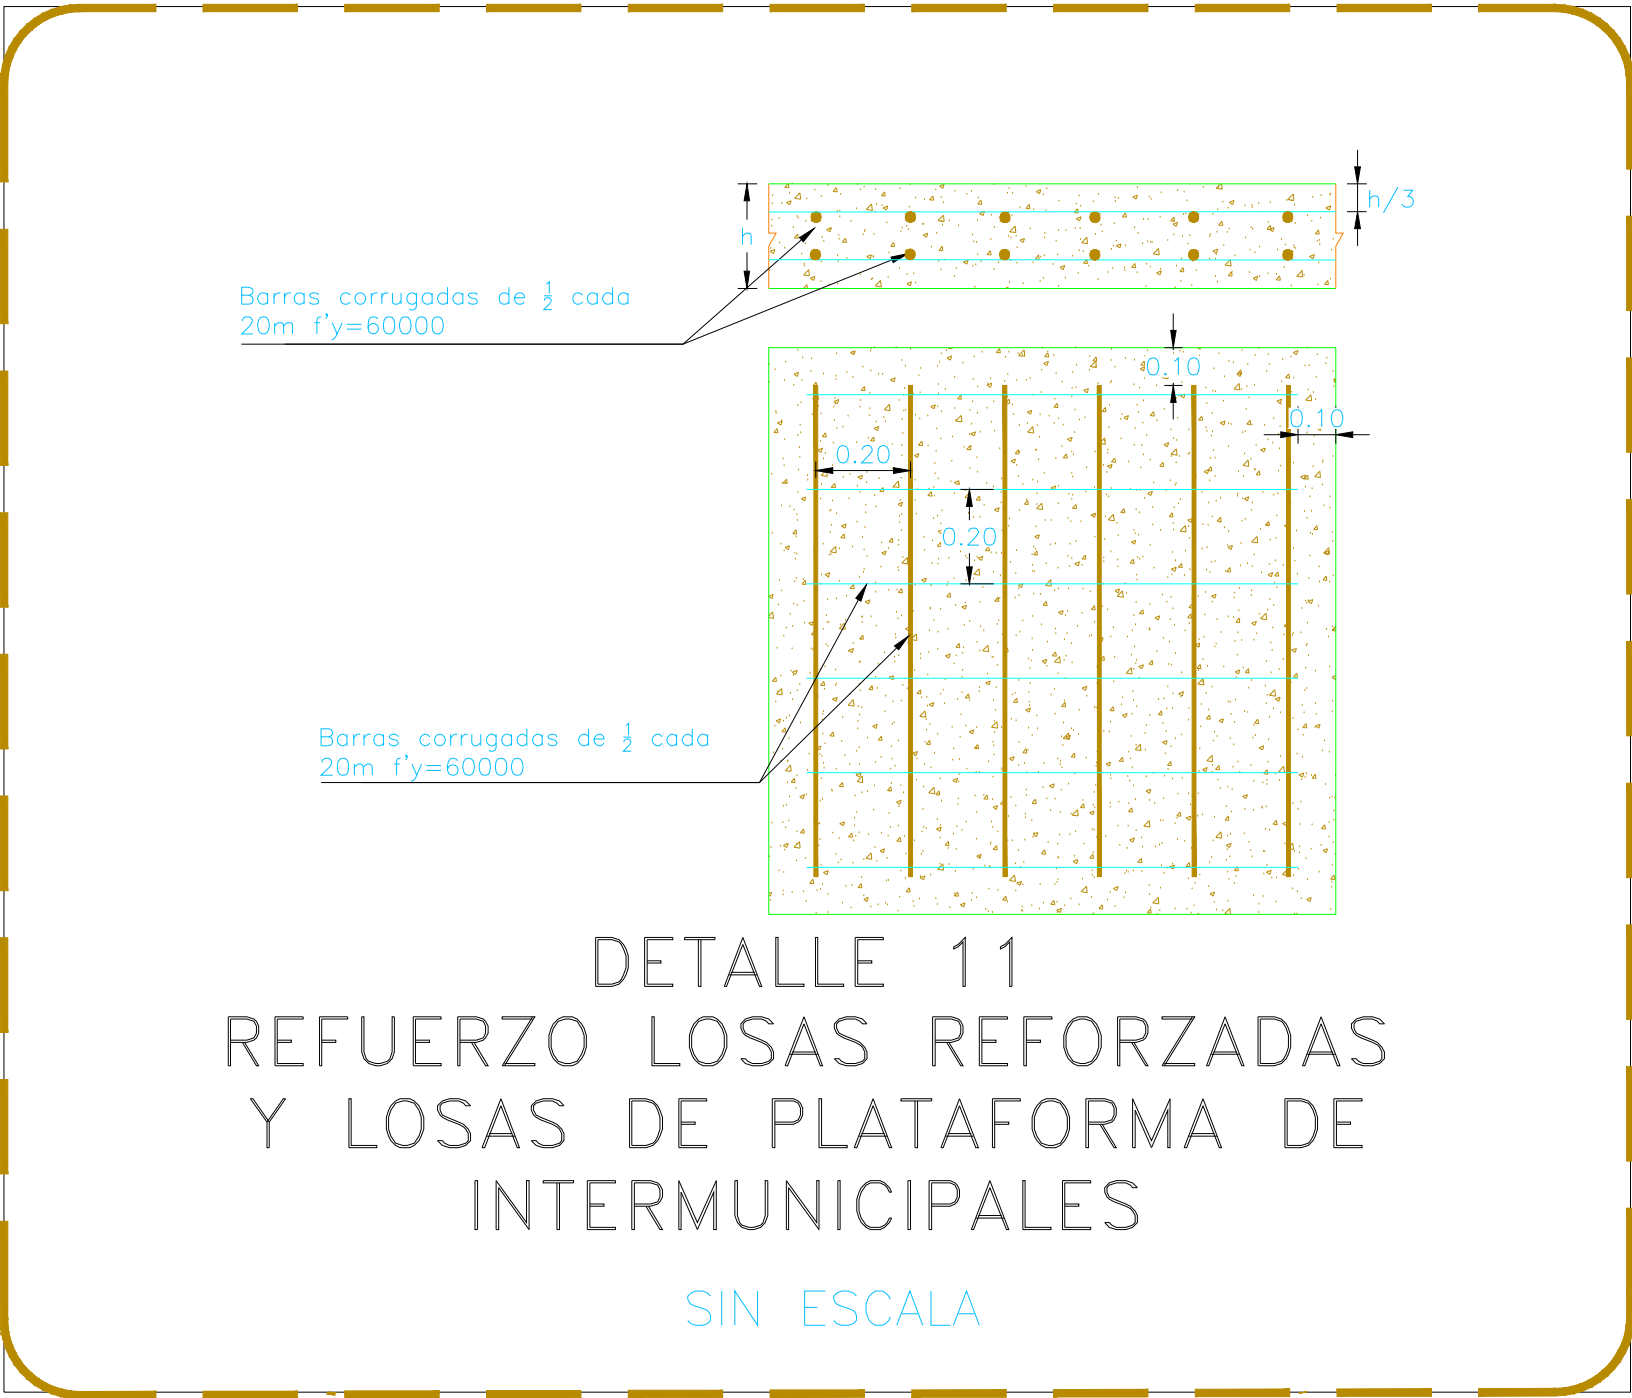 h/3
h
Barras corrugadas de 1/2 cada
20m f'y=60000
0.10
0.10
0.20
0.20
Barras corrugadas de 1/2 cada
20m f'y=60000
DETALLE 11
REFUERZO LOSAS REFORZADAS
Y LOSAS DE PLATAFORMA DE
INTERMUNICIPALES
SIN ESCALA